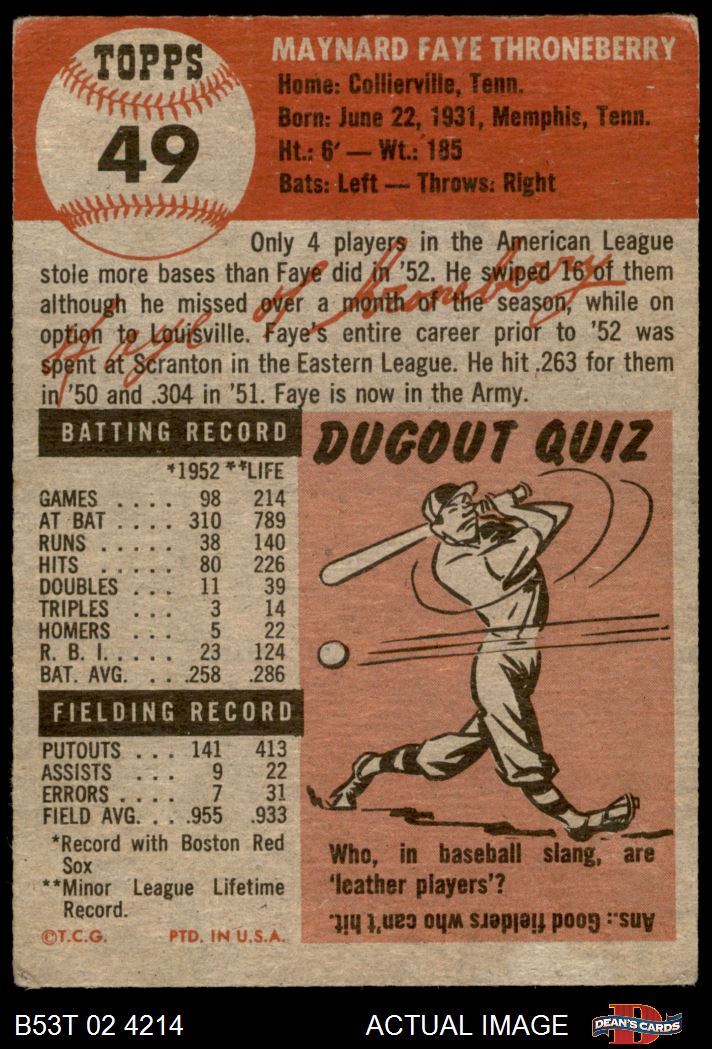 TOPPS
49
MAYNARD FAYE THRONEBERRY
Home: Collierville, Tenn.
Born: June 22, 1931, Memphis, Tenn.
Ht.: 6' — Wt.: 185
Bats: Left — Throws: Right
Only 4 players in the American League
stole more bases than Faye did in '52. He swiped 16 of them
although he missed over a month of the season, while on
option to Louisville. Faye's entire career prior to '52 was
spent at Scranton in the Eastern League. He hit .263 for them
in '50 and .304 in '51. Faye is now in the Army.
Faye Throneberry
BATTING RECORD
*1952 **LIFE
GAMES .... 98 214
AT BAT .... 310 789
RUNS ..... 38 140
HITS ..... 80 226
DOUBLES .... 11 39
TRIPLES .... 3 14
HOMERS .... 5 22
R. B. I. .... 23 124
BAT. AVG. ... .258 .286
FIELDING RECORD
PUTOUTS ... 141 413
ASSISTS .... 9 22
ERRORS .... 7 31
FIELD AVG. ... .955 .933
*Record with Boston Red
Sox
**Minor League Lifetime
Record.
©T.C.G. PTD. IN U.S.A.
DUGOUT QUIZ
Who, in baseball slang, are
'leather players'?
Ans.: Good fielders who can't hit.
B53T 02 4214 ACTUAL IMAGE
D
DEAN'S CARDS